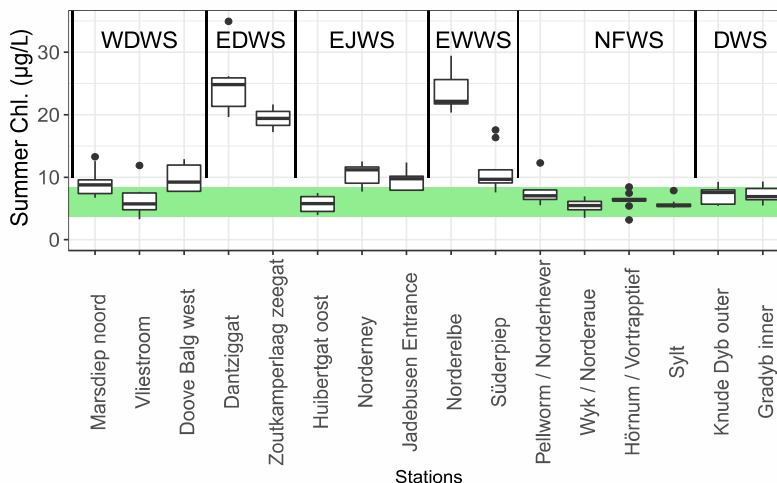 WDWS EDWS EJWS EWWS NFWS DWS
Summer Chl. (µg/L)
30
20
10
0
Marsdiep noord
Vliestroom
Doove Balg west
Dantziggat
Zoutkamperlaag zeegat
Huibertgat oost
Norderney
Jadebusen Entrance
Norderelbe
Süderpiep
Pellworm / Norderhever
Wyk / Norderaue
Hörnum / Vortrapptief
Sylt
Knude Dyb outer
Gradyb inner
Stations